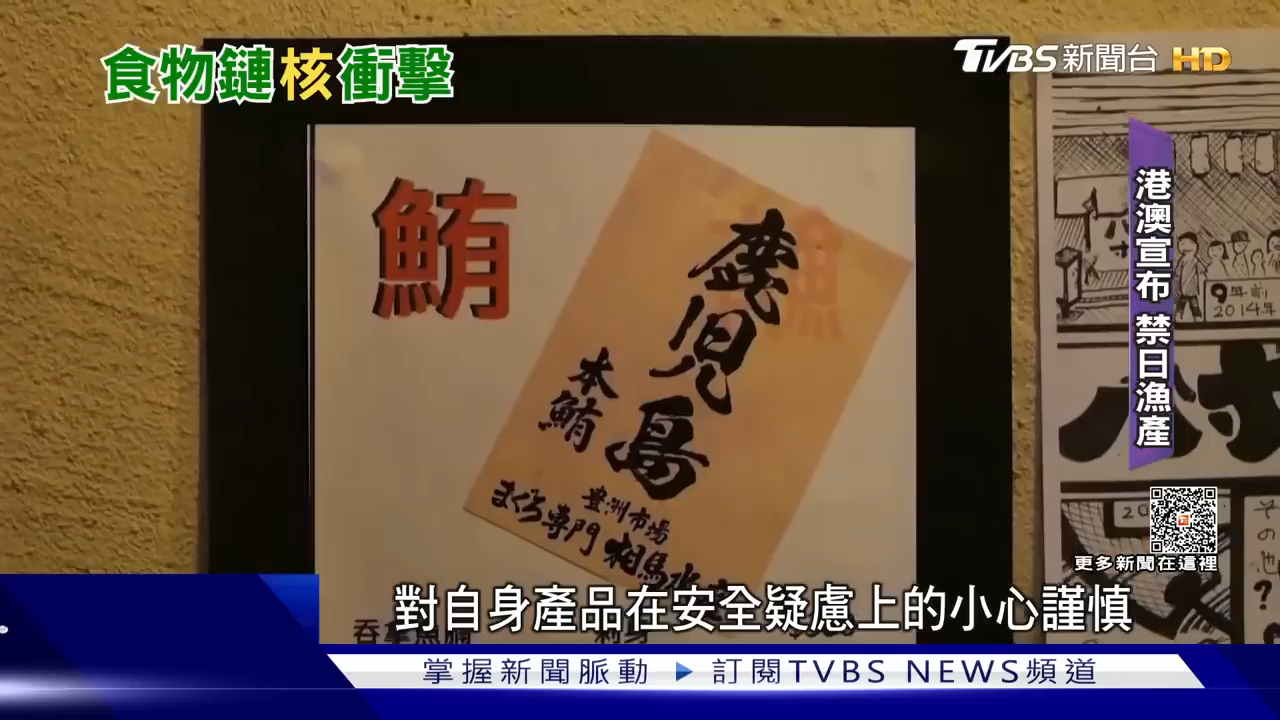 食物鏈核衝擊
TVBS新聞台 HD
港澳宣布 禁日漁產
鮪
鹿児島
本鮪
豊洲市場
まぐろ専門 相馬水
9年前
2014年
その他?
更多新聞在這裡
對自身產品在安全疑慮上的小心謹慎
掌握新聞脈動 ▶ 訂閱TVBS NEWS頻道